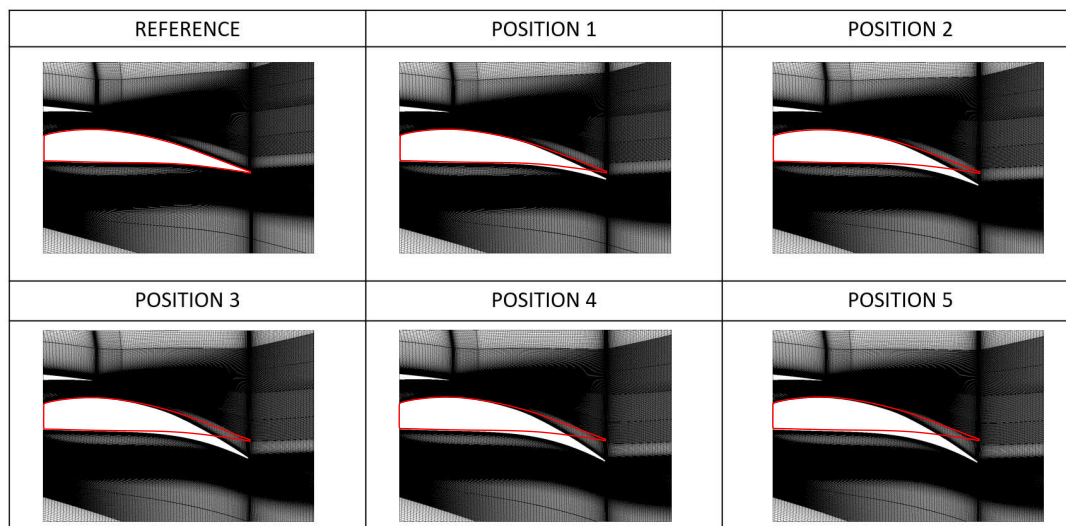 REFERENCE
POSITION 1
POSITION 2
POSITION 3
POSITION 4
POSITION 5